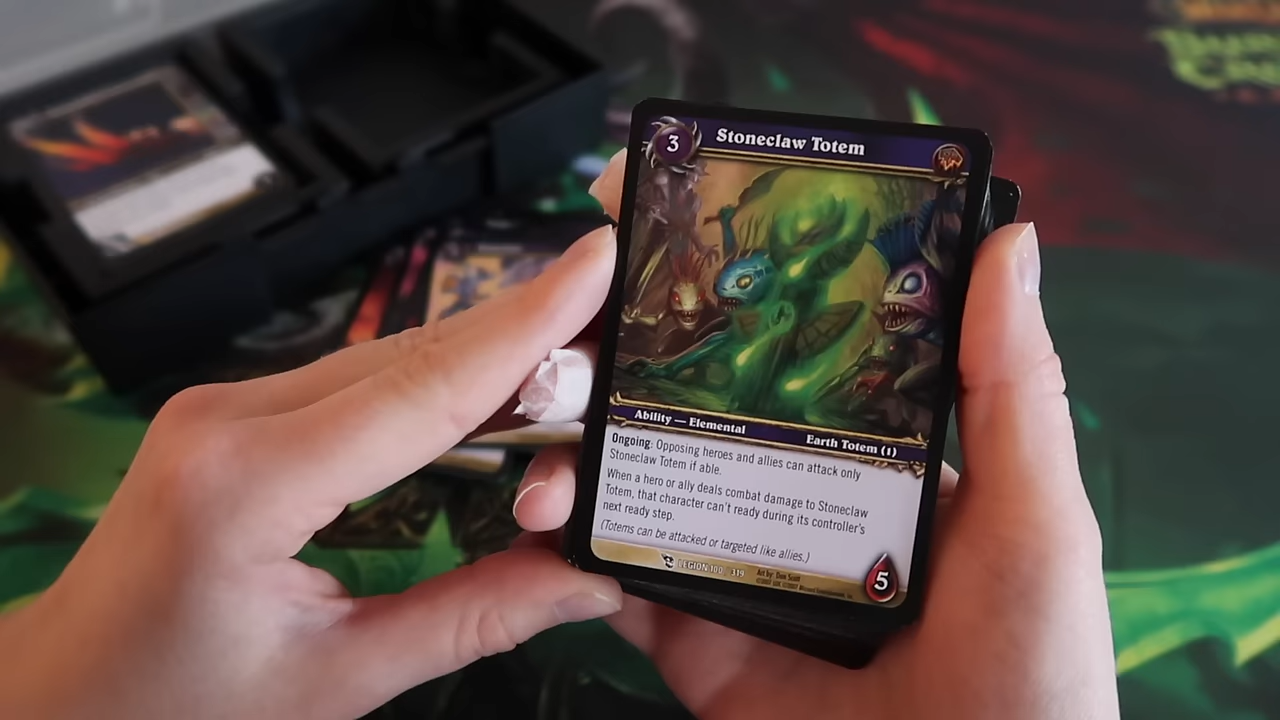 3
Stoneclaw Totem
Ability — Elemental
Earth Totem (1)
Ongoing: Opposing heroes and allies can attack only
Stoneclaw Totem if able.
When a hero or ally deals combat damage to Stoneclaw
Totem, that character can't ready during its controller's
next ready step.
(Totems can be attacked or targeted like allies.)
LEGION 100 / 319
Art by: Dan Scott
5